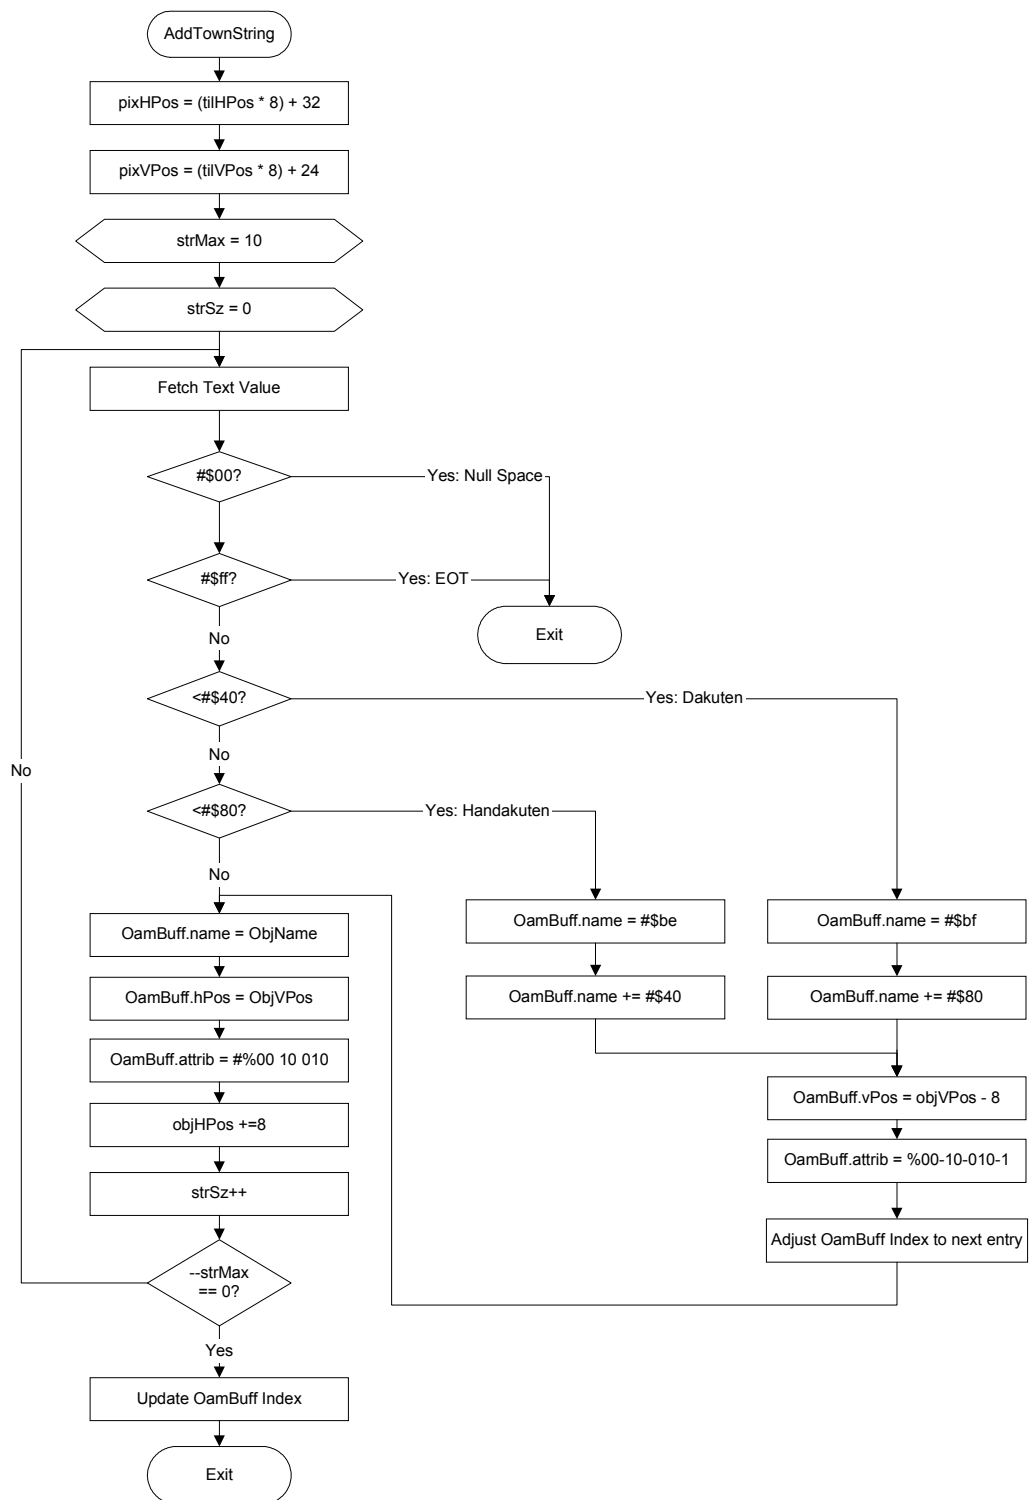 AddTownString
pixHPos = (tilHPos * 8) + 32
pixVPos = (tilVPos * 8) + 24
strMax = 10
strSz = 0
Fetch Text Value
#$00?
Yes: Null Space
#$ff?
Yes: EOT
Exit
No
<#$40?
Yes: Dakuten
No
No
<#$80?
Yes: Handakuten
No
OamBuff.name = #$be
OamBuff.name = #$bf
OamBuff.name = ObjName
OamBuff.name += #$40
OamBuff.name += #$80
OamBuff.hPos = ObjVPos
OamBuff.attrib = #%00 10 010
OamBuff.vPos = objVPos - 8
objHPos +=8
OamBuff.attrib = %00-10-010-1
strSz++
Adjust OamBuff Index to next entry
--strMax
== 0?
Yes
Update OamBuff Index
Exit